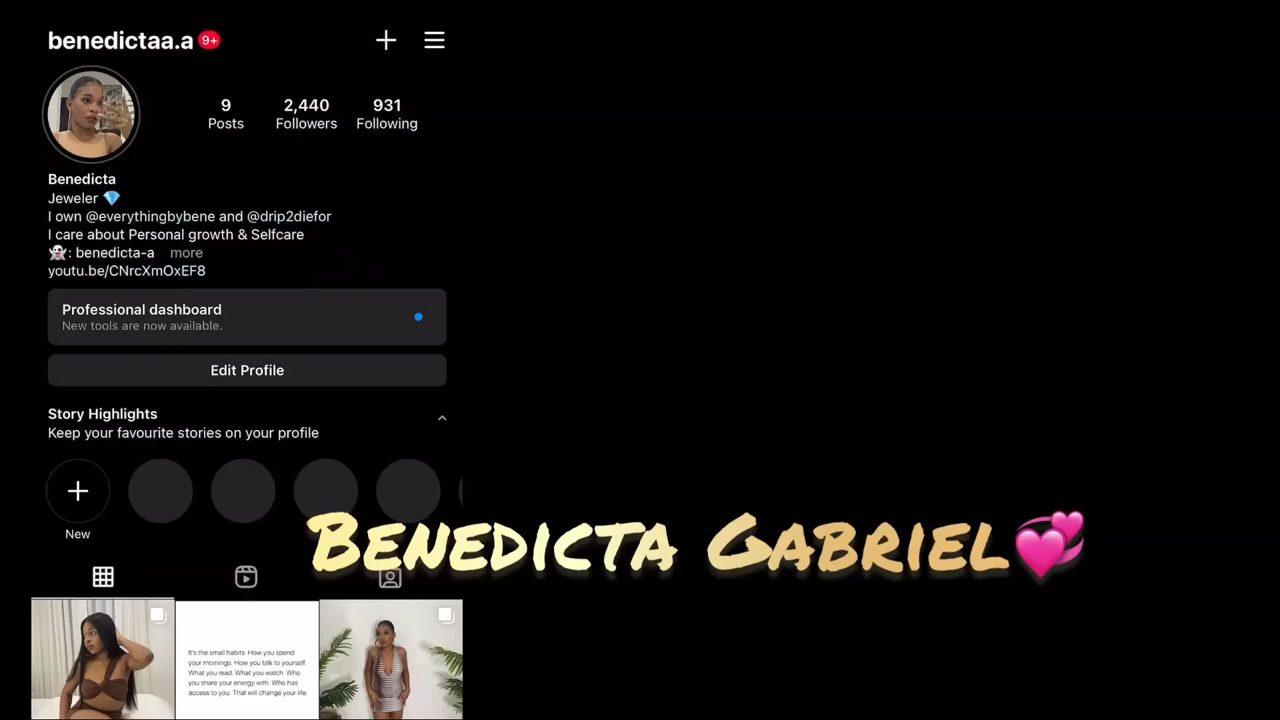 benedictaa.a 9+
9 2,440 931
Posts Followers Following
Benedicta
Jeweler 💎
I own @everythingbybene and @drip2diefor
I care about Personal growth & Selfcare
👻: benedicta-a more
youtu.be/CNrcXmOxEF8
Professional dashboard
New tools are now available.
Edit Profile
Story Highlights
Keep your favourite stories on your profile
New
BENEDICTA GABRIEL💞
It's the small habits. How you spend
your mornings. How you talk to yourself.
What you read. What you watch. Who
you share your energy with. Who has
access to you. That will change your life.